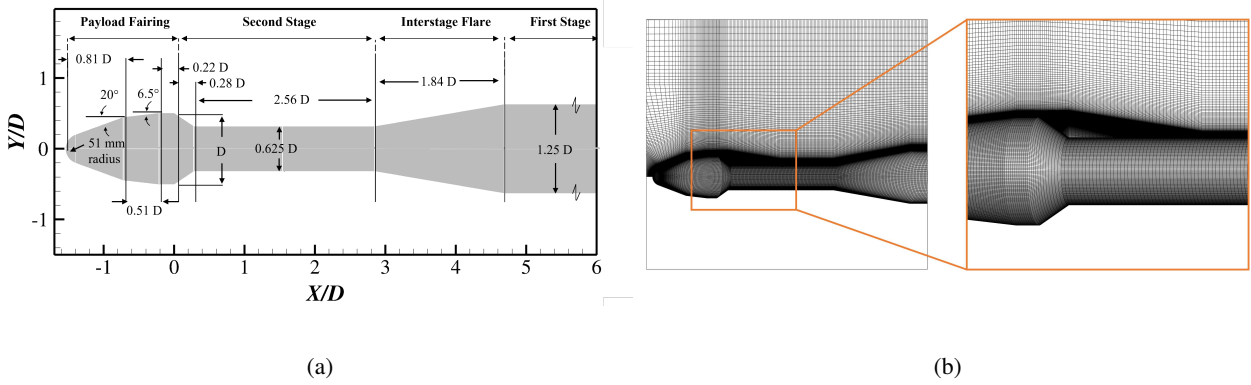 Payload Fairing
Second Stage
Interstage Flare
First Stage
0.81 D
0.22 D
0.28 D
1.84 D
20°
6.5°
2.56 D
51 mm
radius
D
0.625 D
1.25 D
0.51 D
Y/D
1
0
-1
-1 0 1 2 3 4 5 6
X/D
(a)
(b)